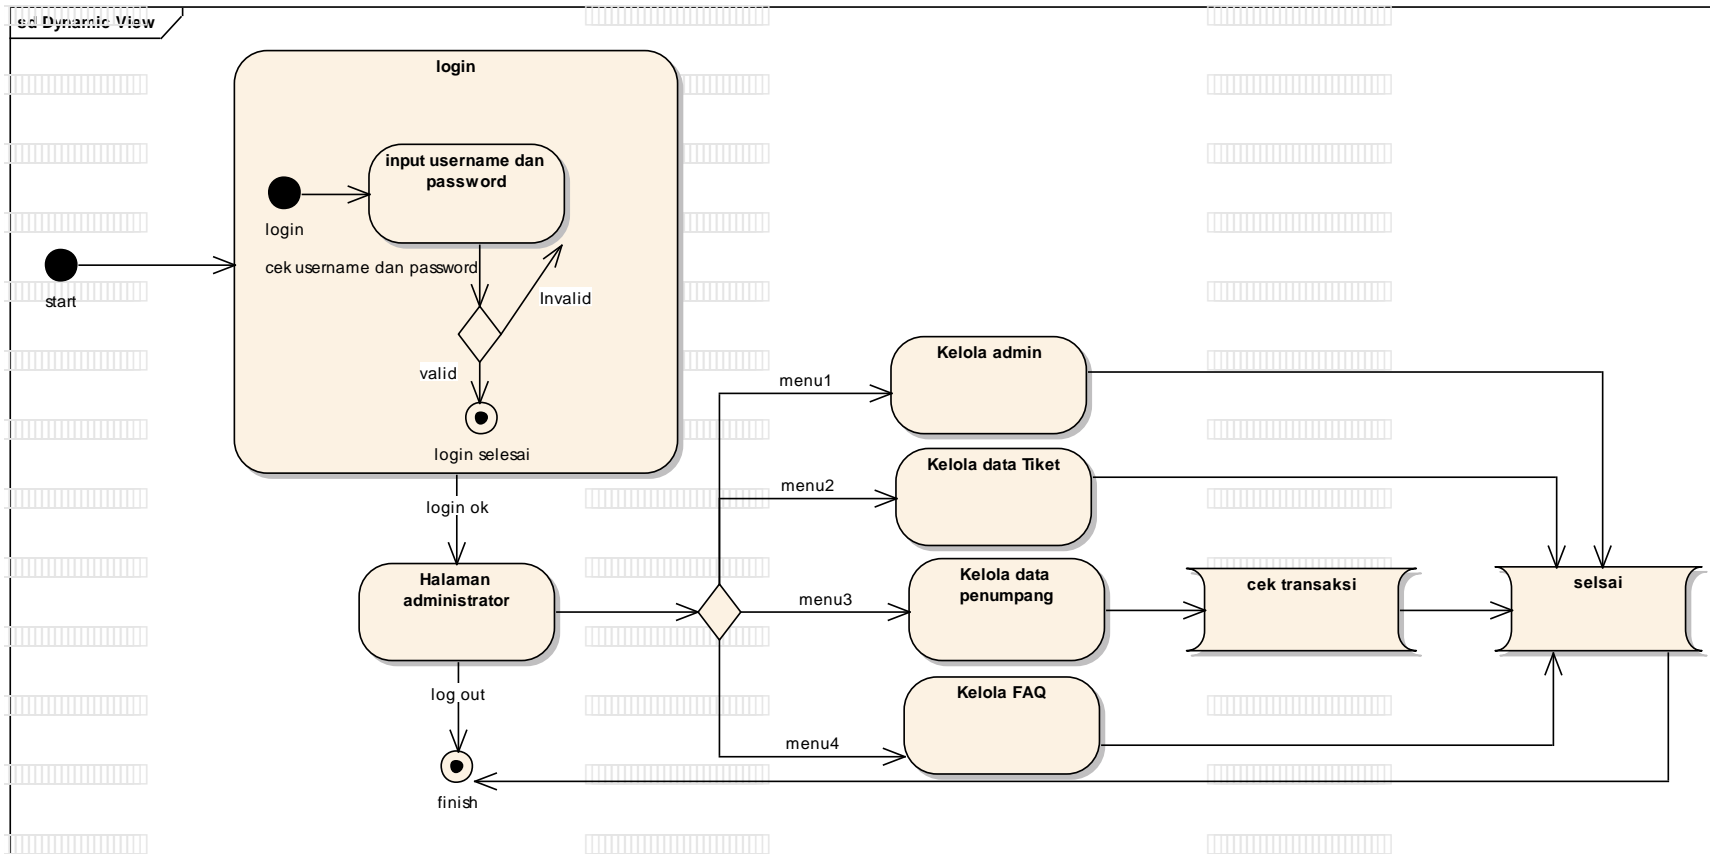 sd Dynamic View
login
input username dan
password
login
cek username dan password
Invalid
start
valid
login selesai
login ok
Halaman
administrator
log out
finish
menu1
Kelola admin
menu2
Kelola data Tiket
menu3
Kelola data
penumpang
cek transaksi
selsai
menu4
Kelola FAQ